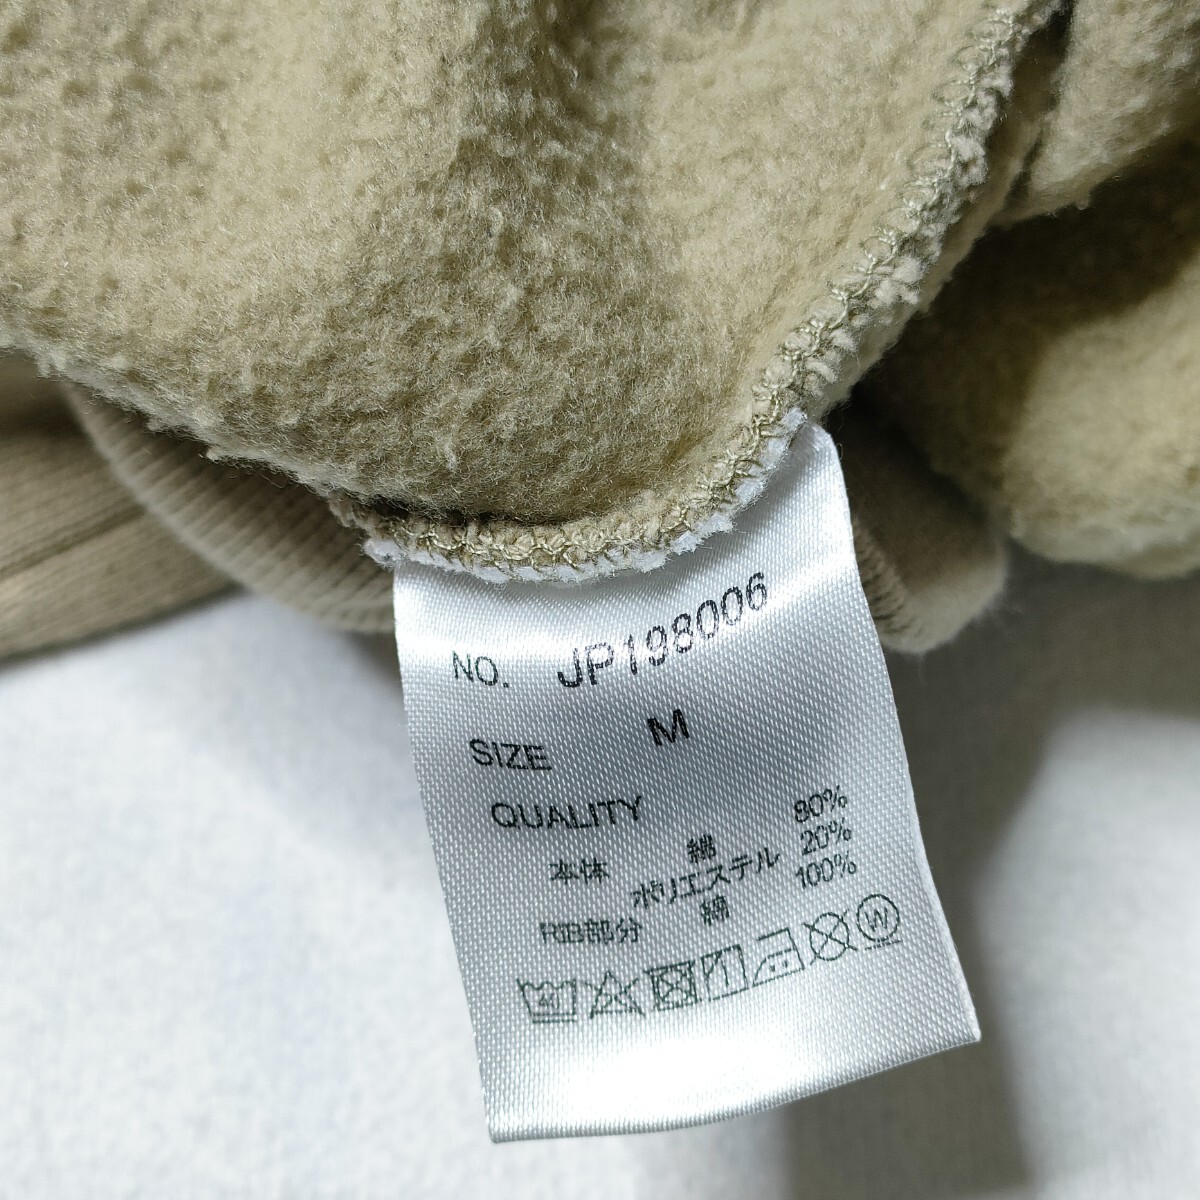 NO. JP198006
SIZE M
QUALITY
本体 綿 80%
ポリエステル 20%
RIB部分 綿 100%
40
W